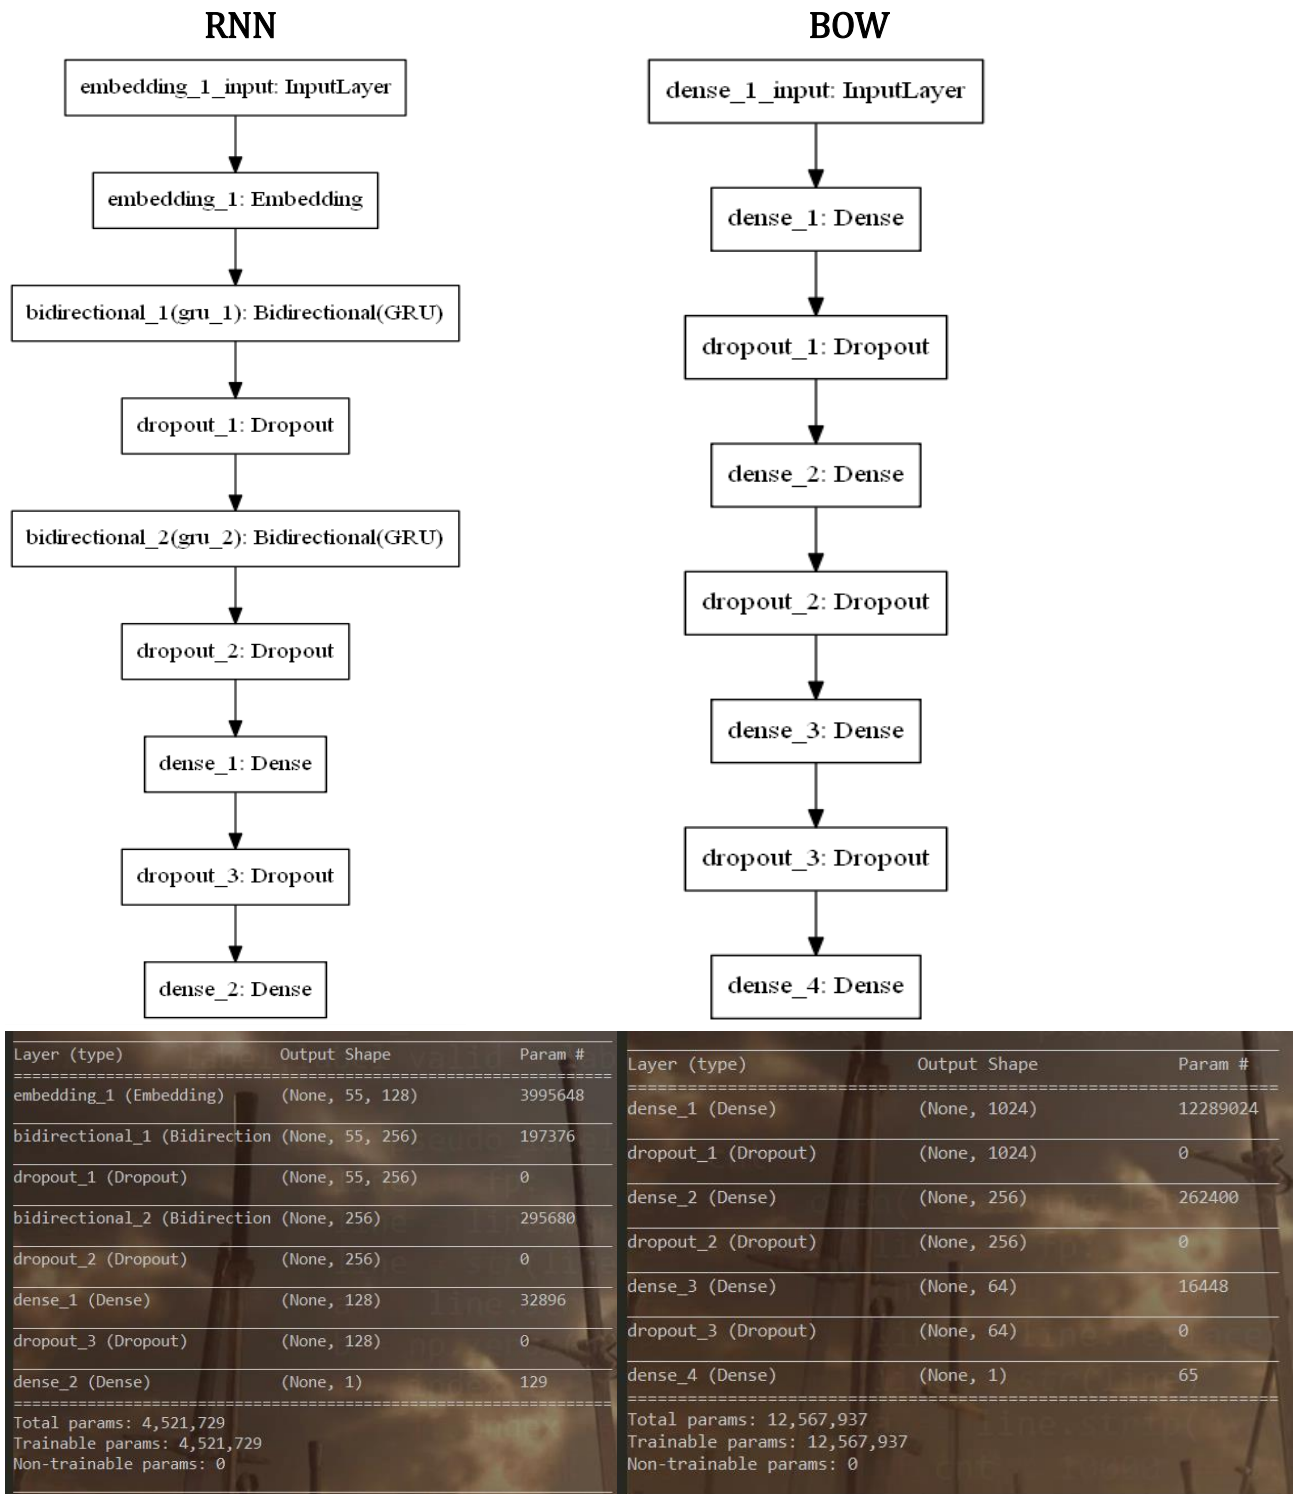 RNN
embedding_1_input: InputLayer
embedding_1: Embedding
bidirectional_1(gru_1): Bidirectional(GRU)
dropout_1: Dropout
bidirectional_2(gru_2): Bidirectional(GRU)
dropout_2: Dropout
dense_1: Dense
dropout_3: Dropout
dense_2: Dense
BOW
dense_1_input: InputLayer
dense_1: Dense
dropout_1: Dropout
dense_2: Dense
dropout_2: Dropout
dense_3: Dense
dropout_3: Dropout
dense_4: Dense
Layer (type) Output Shape Param #
embedding_1 (Embedding) (None, 55, 128) 3995648
bidirectional_1 (Bidirection (None, 55, 256) 197376
dropout_1 (Dropout) (None, 55, 256) 0
bidirectional_2 (Bidirection (None, 256) 295680
dropout_2 (Dropout) (None, 256) 0
dense_1 (Dense) (None, 128) 32896
dropout_3 (Dropout) (None, 128) 0
dense_2 (Dense) (None, 1) 129
Total params: 4,521,729
Trainable params: 4,521,729
Non-trainable params: 0
Layer (type) Output Shape Param #
dense_1 (Dense) (None, 1024) 12289024
dropout_1 (Dropout) (None, 1024) 0
dense_2 (Dense) (None, 256) 262400
dropout_2 (Dropout) (None, 256) 0
dense_3 (Dense) (None, 64) 16448
dropout_3 (Dropout) (None, 64) 0
dense_4 (Dense) (None, 1) 65
Total params: 12,567,937
Trainable params: 12,567,937
Non-trainable params: 0